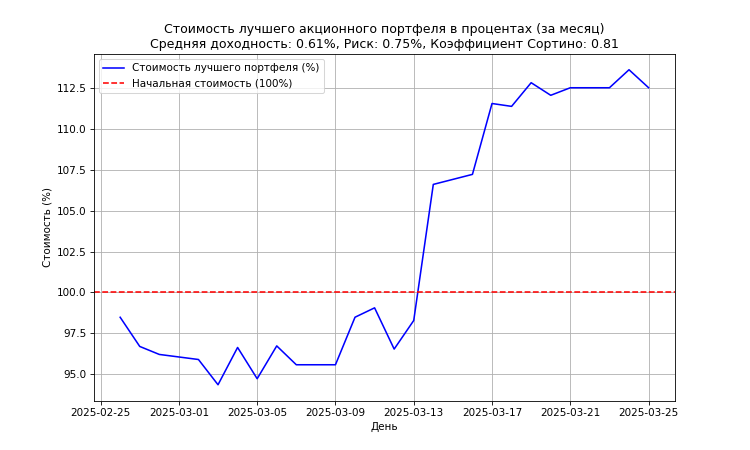 Стоимость лучшего акционного портфеля в процентах (за месяц)
Средняя доходность: 0.61%, Риск: 0.75%, Коэффициент Сортино: 0.81
Стоимость лучшего портфеля (%)
Начальная стоимость (100%)
Стоимость (%)
112.5
110.0
107.5
105.0
102.5
100.0
97.5
95.0
2025-02-25 2025-03-01 2025-03-05 2025-03-09 2025-03-13 2025-03-17 2025-03-21 2025-03-25
День